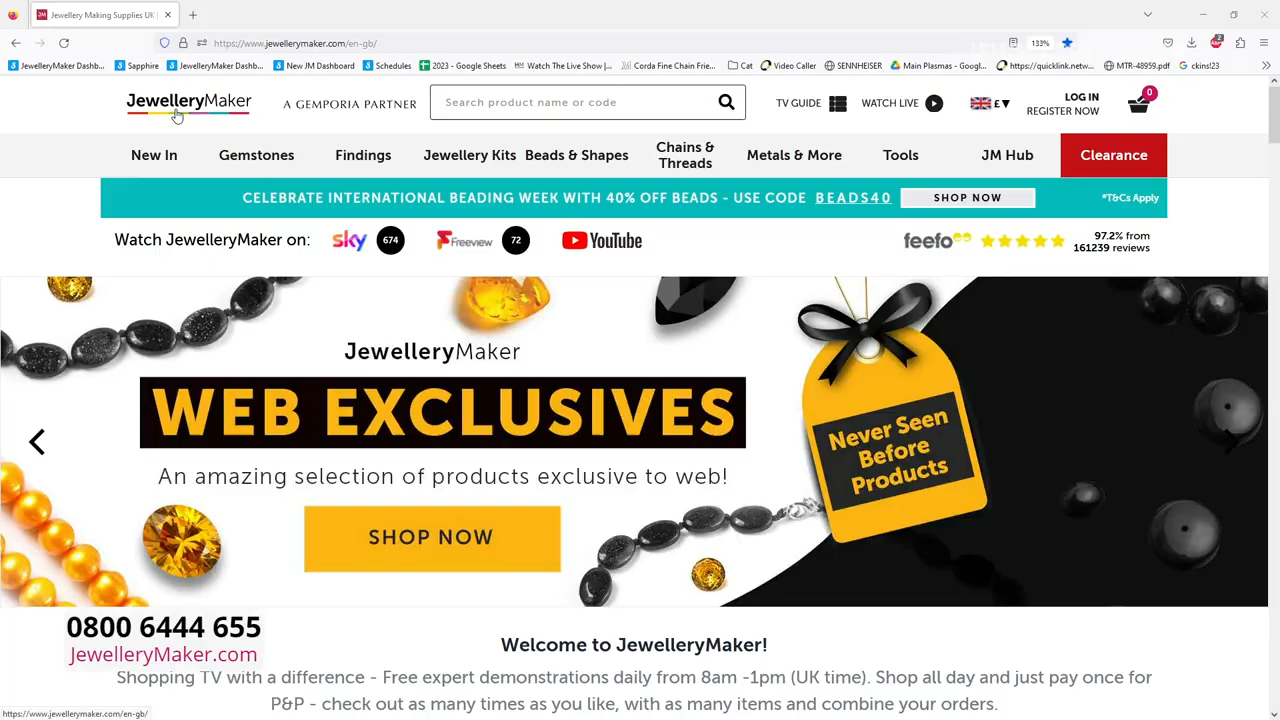 Jewellery Making Supplies UK
https://www.jewellerymaker.com/en-gb/
133%
2
JewelleryMaker Dashb...
Sapphire
JewelleryMaker Dashb...
New JM Dashboard
Schedules
2023 - Google Sheets
Watch The Live Show |...
Corda Fine Chain Frie...
Cat
Video Caller
SENNHEISER
Main Plasmas - Googl...
https://quicklink.netw...
MTR-48959.pdf
ckins!23
JewelleryMaker
A GEMPORIA PARTNER
Search product name or code
TV GUIDE
WATCH LIVE
£
LOG IN
REGISTER NOW
0
New In
Gemstones
Findings
Jewellery Kits
Beads & Shapes
Chains &
Threads
Metals & More
Tools
JM Hub
Clearance
CELEBRATE INTERNATIONAL BEADING WEEK WITH 40% OFF BEADS - USE CODE BEADS40
SHOP NOW
*T&Cs Apply
Watch JewelleryMaker on:
sky
674
Freeview
72
YouTube
feefo
97.2% from
161239 reviews
JewelleryMaker
WEB EXCLUSIVES
An amazing selection of products exclusive to web!
SHOP NOW
Never Seen
Before
Products
0800 6444 655
JewelleryMaker.com
Welcome to JewelleryMaker!
Shopping TV with a difference - Free expert demonstrations daily from 8am -1pm (UK time). Shop all day and just pay once for
P&P - check out as many times as you like, with as many items and combine your orders.
https://www.jewellerymaker.com/en-gb/